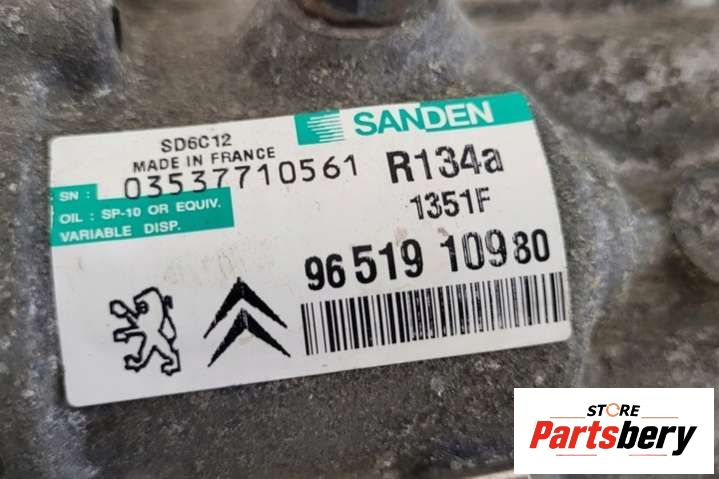 SANDEN
SD6C12
MADE IN FRANCE
SN : 03537710561
R134a
OIL : SP-10 OR EQUIV.
VARIABLE DISP.
1351F
96 519 109 80
STORE
Partsbery